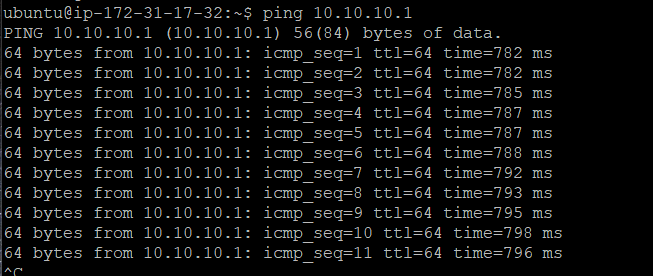 ubuntu@ip-172-31-17-32:~$ ping 10.10.10.1
PING 10.10.10.1 (10.10.10.1) 56(84) bytes of data.
64 bytes from 10.10.10.1: icmp_seq=1 ttl=64 time=782 ms
64 bytes from 10.10.10.1: icmp_seq=2 ttl=64 time=782 ms
64 bytes from 10.10.10.1: icmp_seq=3 ttl=64 time=785 ms
64 bytes from 10.10.10.1: icmp_seq=4 ttl=64 time=787 ms
64 bytes from 10.10.10.1: icmp_seq=5 ttl=64 time=787 ms
64 bytes from 10.10.10.1: icmp_seq=6 ttl=64 time=788 ms
64 bytes from 10.10.10.1: icmp_seq=7 ttl=64 time=792 ms
64 bytes from 10.10.10.1: icmp_seq=8 ttl=64 time=793 ms
64 bytes from 10.10.10.1: icmp_seq=9 ttl=64 time=795 ms
64 bytes from 10.10.10.1: icmp_seq=10 ttl=64 time=798 ms
64 bytes from 10.10.10.1: icmp_seq=11 ttl=64 time=796 ms
^C